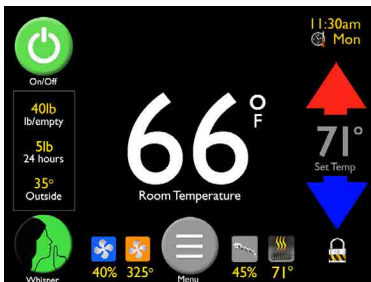 11:30am
Mon
On/Off
40lb
lb/empty
5lb
24 hours
35°
Outside
66°
F
Room Temperature
71°
Set Temp
Whisper
40%
325°
Menu
45%
71°